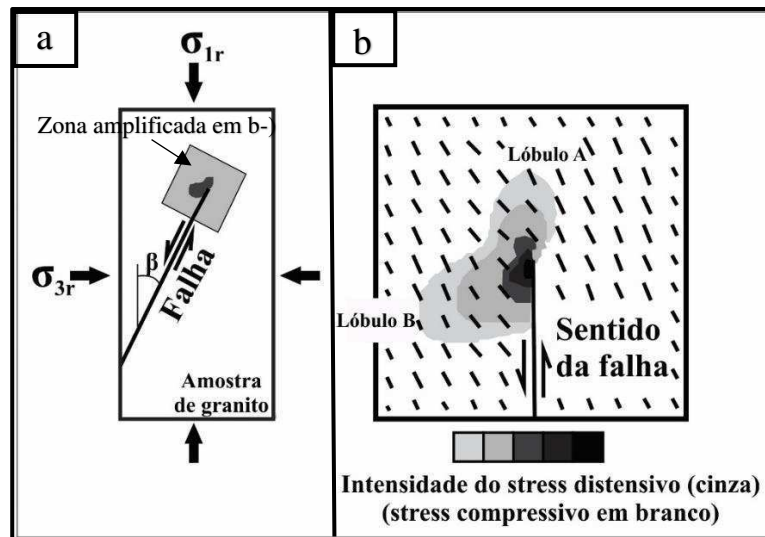 a
σ1r
Zona amplificada em b-)
σ3r
β
Falha
Amostra
de granito
b
Lóbulo A
Lóbulo B
Sentido
da falha
Intensidade do stress distensivo (cinza)
(stress compressivo em branco)